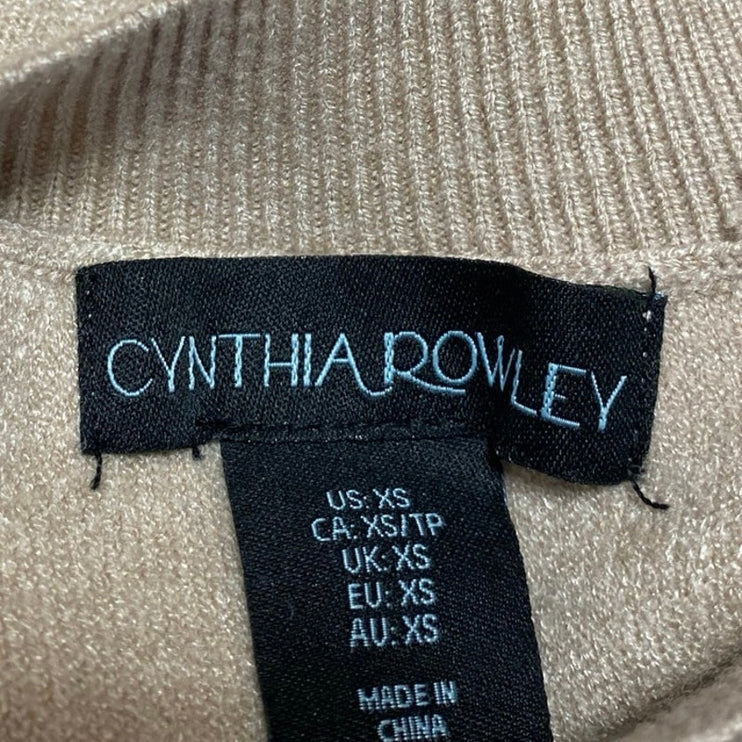 CYNTHIA ROWLEY
US: XS
CA: XS/TP
UK: XS
EU: XS
AU: XS
MADE IN
CHINA